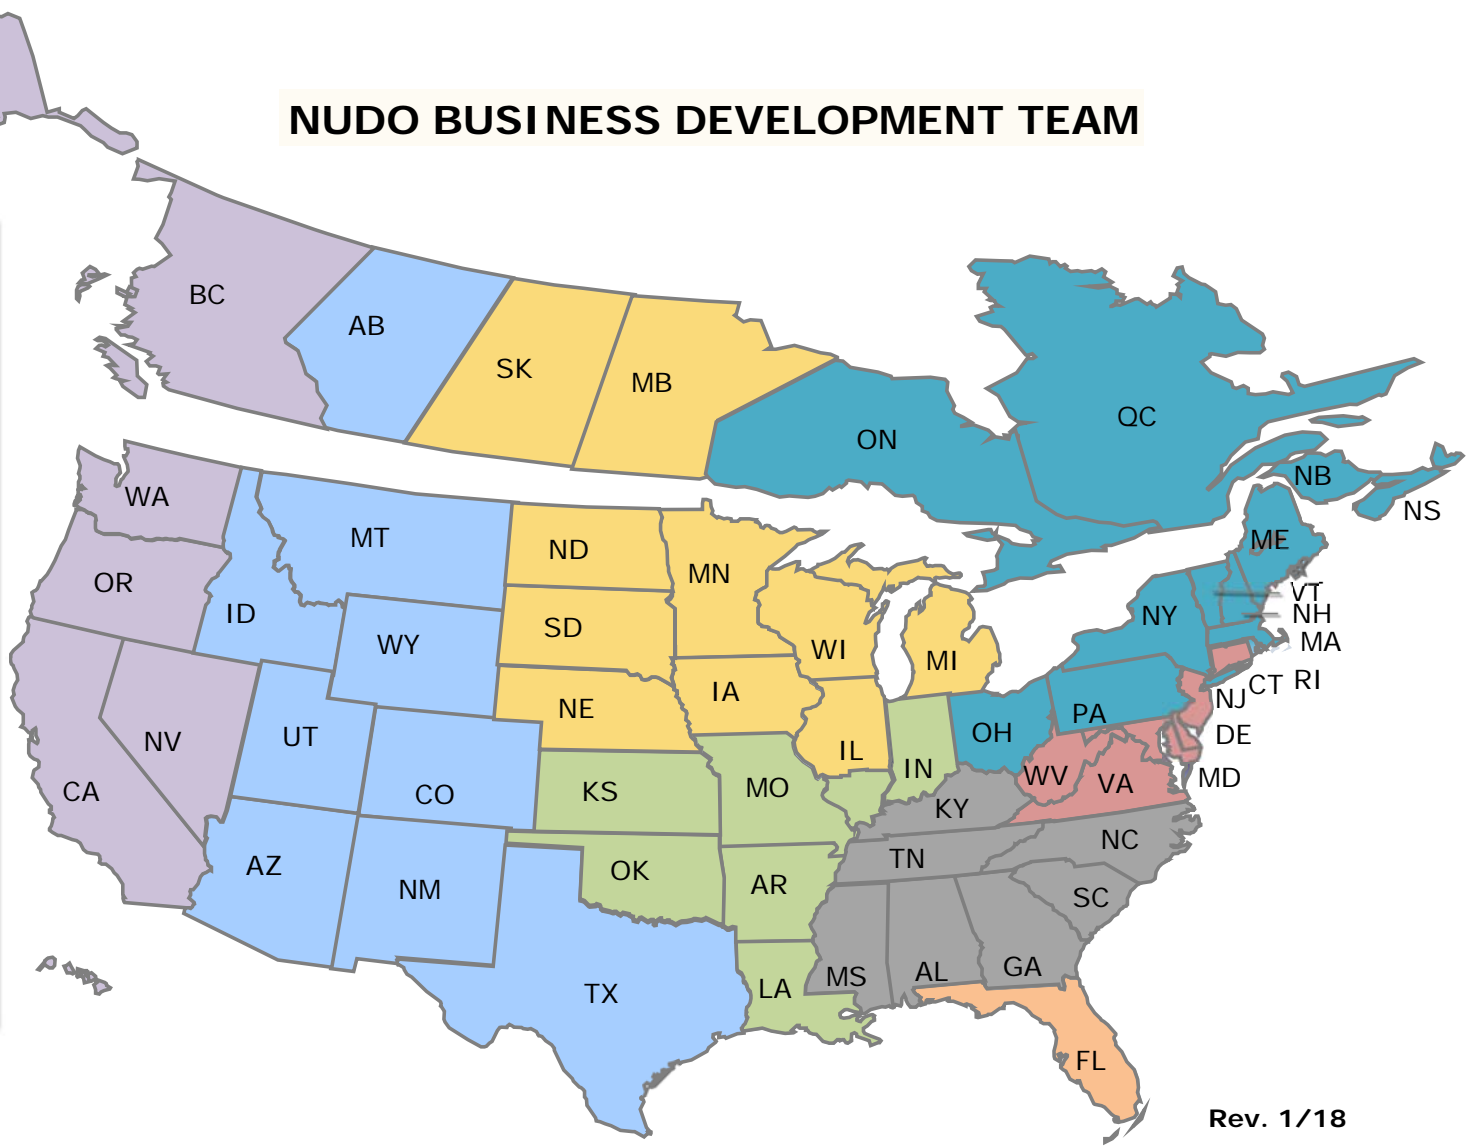 NUDO BUSINESS DEVELOPMENT TEAM
BC
AB
SK
MB
ON
QC
NB
NS
WA
MT
ND
MN
ME
OR
ID
WY
SD
WI
MI
NY
VT
NH
MA
RI
CT
NJ
NV
UT
NE
IA
IL
IN
OH
PA
DE
MD
CA
CO
KS
MO
KY
WV
VA
AZ
NM
OK
AR
TN
NC
SC
TX
LA
MS
AL
GA
FL
Rev. 1/18